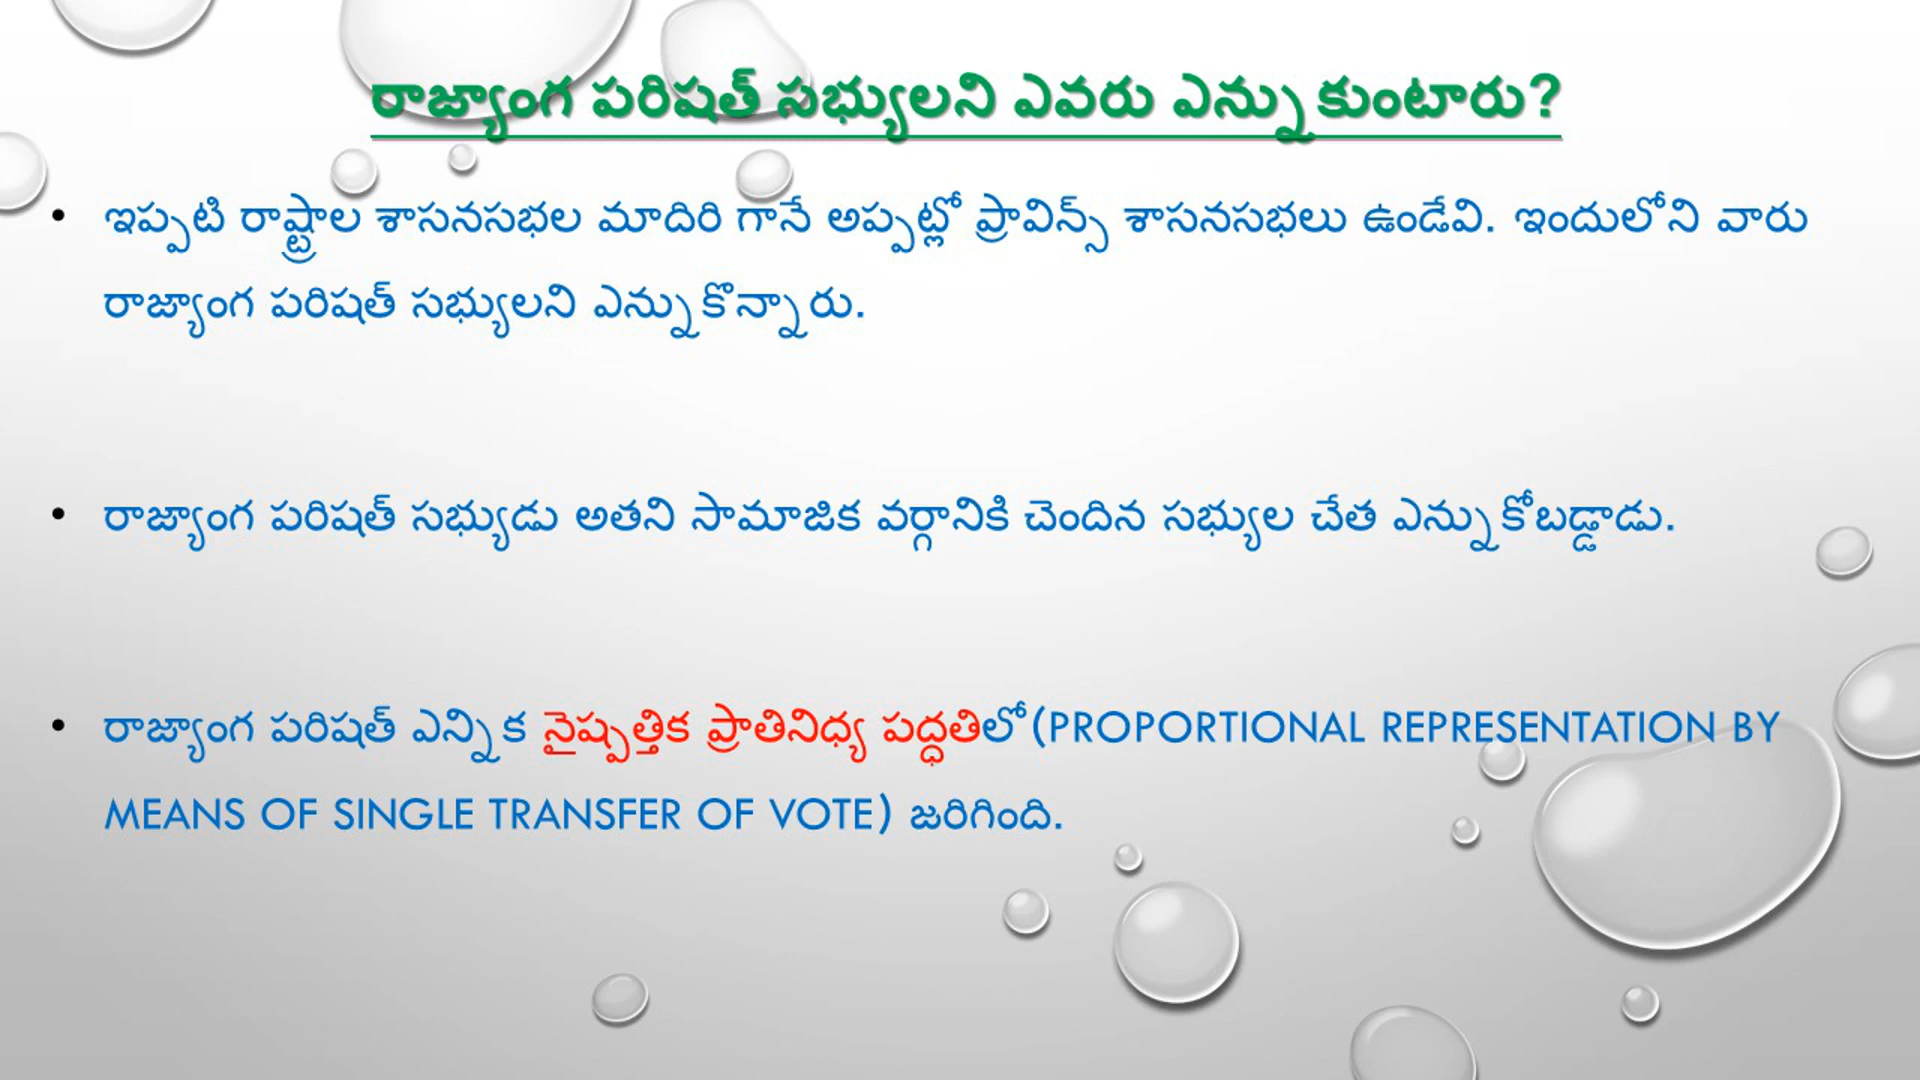 రాజ్యాంగ పరిషత్ సభ్యులని ఎవరు ఎన్నుకుంటారు?
• ఇప్పటి రాష్ట్రాల శాసనసభల మాదిరి గానే అప్పట్లో ప్రావిన్స్ శాసనసభలు ఉండేవి. ఇందులోని వారు
రాజ్యాంగ పరిషత్ సభ్యులని ఎన్నుకొన్నారు.
• రాజ్యాంగ పరిషత్ సభ్యుడు అతని సామాజిక వర్గానికి చెందిన సభ్యుల చేత ఎన్నుకోబడ్డాడు.
• రాజ్యాంగ పరిషత్ ఎన్నిక నైష్పత్తిక ప్రాతినిధ్య పద్ధతిలో(PROPORTIONAL REPRESENTATION BY
MEANS OF SINGLE TRANSFER OF VOTE) జరిగింది.